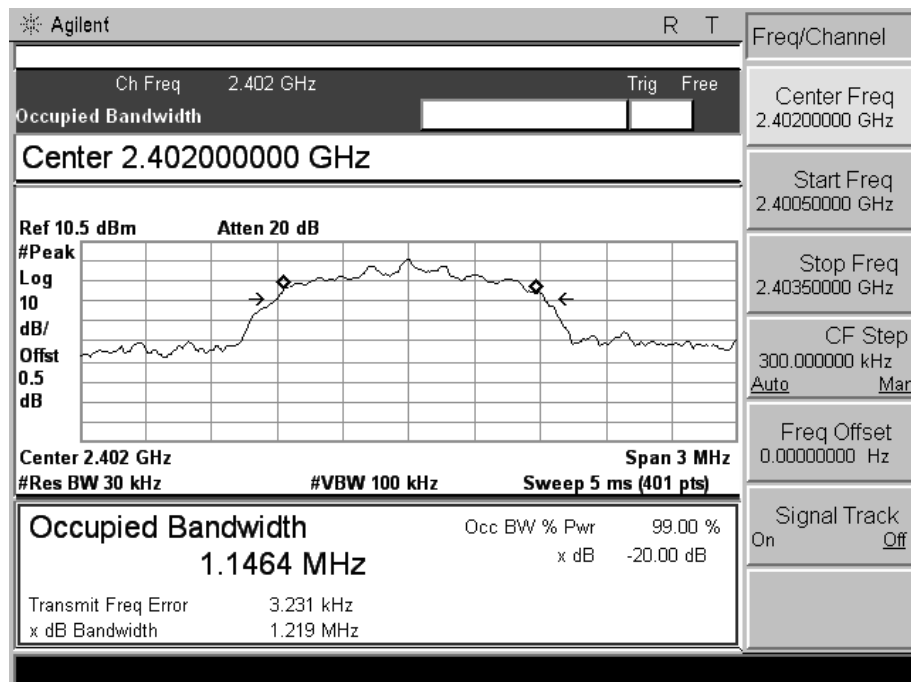 Agilent R T
Ch Freq 2.402 GHz Trig Free
Occupied Bandwidth
Center 2.402000000 GHz
Ref 10.5 dBm Atten 20 dB
#Peak
Log
10
dB/
Offst
0.5
dB
Center 2.402 GHz Span 3 MHz
#Res BW 30 kHz #VBW 100 kHz Sweep 5 ms (401 pts)
Occupied Bandwidth
1.1464 MHz
Occ BW % Pwr 99.00 %
x dB -20.00 dB
Transmit Freq Error 3.231 kHz
x dB Bandwidth 1.219 MHz
Freq/Channel
Center Freq
2.40200000 GHz
Start Freq
2.40050000 GHz
Stop Freq
2.40350000 GHz
CF Step
300.000000 kHz
Auto Mar
Freq Offset
0.00000000 Hz
Signal Track
On Off